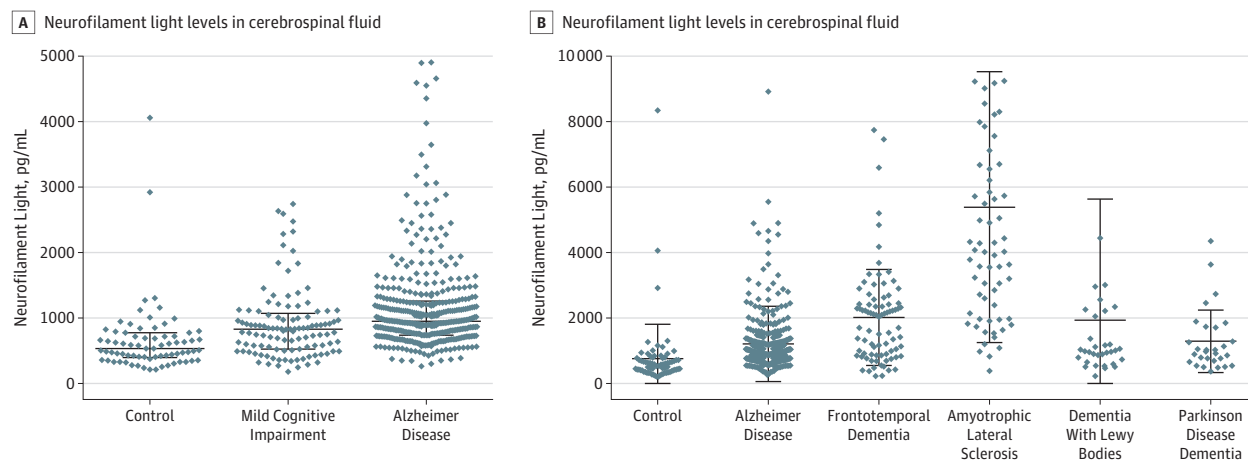 A Neurofilament light levels in cerebrospinal fluid
Neurofilament Light, pg/mL
5000
4000
3000
2000
1000
0
Control
Mild Cognitive
Impairment
Alzheimer
Disease
B Neurofilament light levels in cerebrospinal fluid
Neurofilament Light, pg/mL
10 000
8000
6000
4000
2000
0
Control
Alzheimer
Disease
Frontotemporal
Dementia
Amyotrophic
Lateral
Sclerosis
Dementia
With Lewy
Bodies
Parkinson
Disease
Dementia